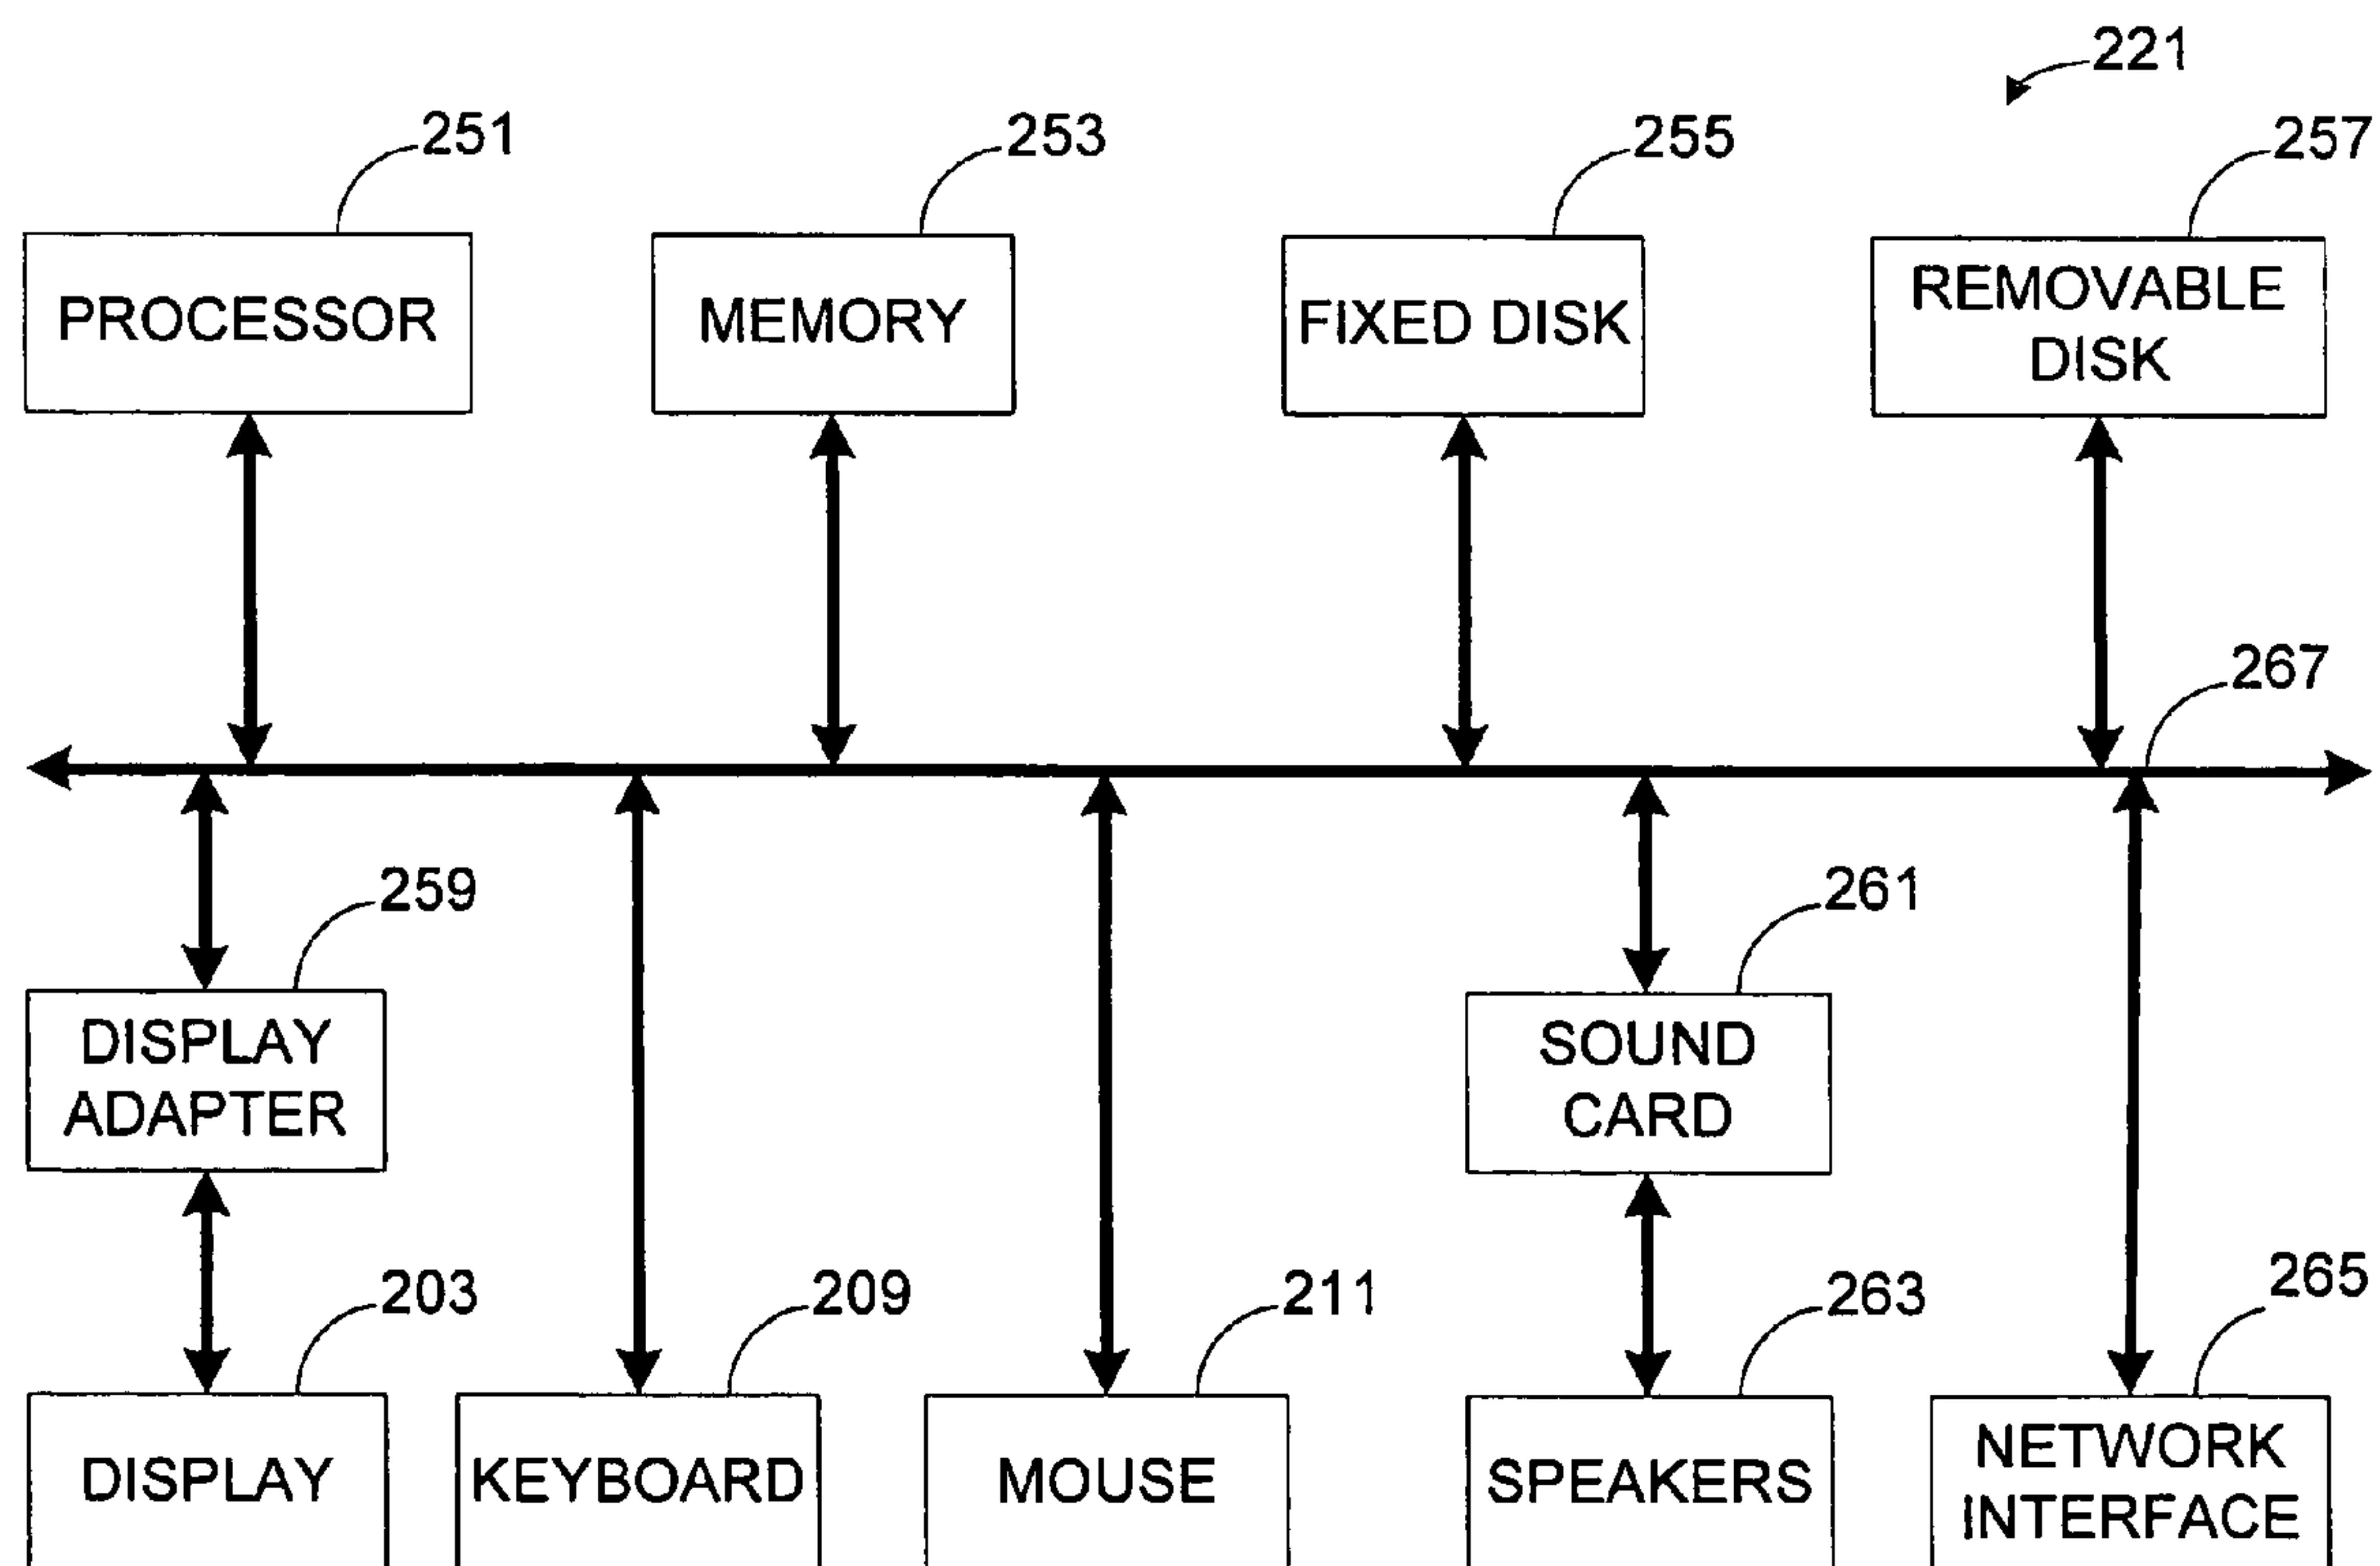 221
251
253
255
257
PROCESSOR
MEMORY
FIXED DISK
REMOVABLE
DISK
267
259
261
DISPLAY
ADAPTER
SOUND
CARD
203
209
211
263
265
DISPLAY
KEYBOARD
MOUSE
SPEAKERS
NETWORK
INTERFACE